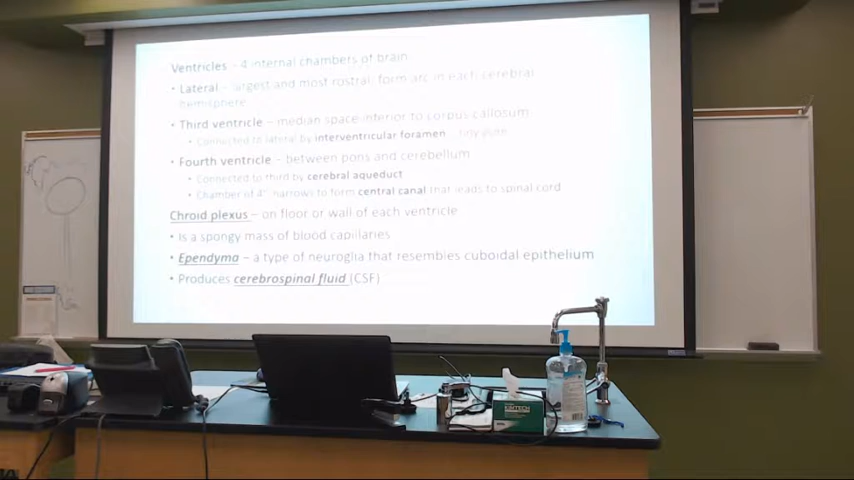 Ventricles – 4 internal chambers of brain
• Lateral – largest and most rostral, form arc in each cerebral
hemisphere
• Third ventricle – median space inferior to corpus callosum
• Connected to lateral by interventricular foramen – tidy pore
• Fourth ventricle – between pons and cerebellum
• Connected to third by cerebral aqueduct
• Chamber of 4th narrows to form central canal that leads to spinal cord
Chroid plexus – on floor or wall of each ventricle
• Is a spongy mass of blood capillaries
• Ependyma – a type of neuroglia that resembles cuboidal epithelium
• Produces cerebrospinal fluid (CSF)
KIMTECH